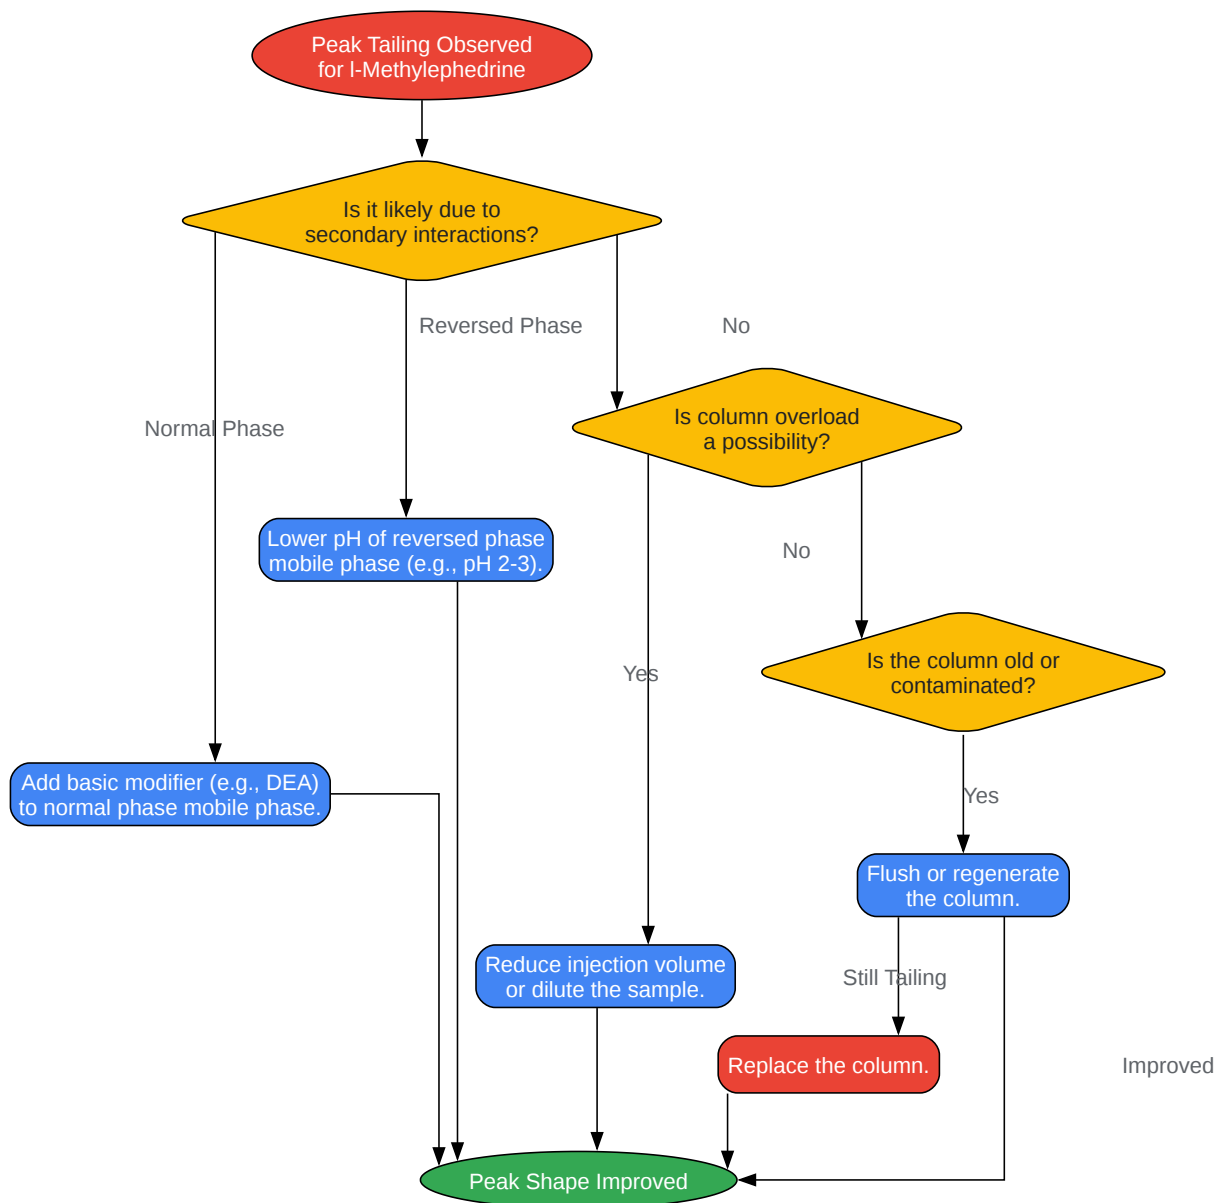 Peak Tailing Observed
for l-Methylephedrine
Is it likely due to
secondary interactions?
Reversed Phase
No
Normal Phase
Is column overload
a possibility?
Lower pH of reversed phase
mobile phase (e.g., pH 2-3).
No
Yes
Is the column old or
contaminated?
Add basic modifier (e.g., DEA)
to normal phase mobile phase.
Yes
Flush or regenerate
the column.
Reduce injection volume
or dilute the sample.
Still Tailing
Replace the column.
Improved
Peak Shape Improved